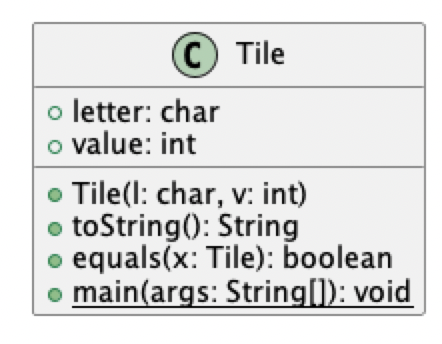 C Tile
letter: char
value: int
Tile(l: char, v: int)
toString(): String
equals(x: Tile): boolean
main(args: String[]): void